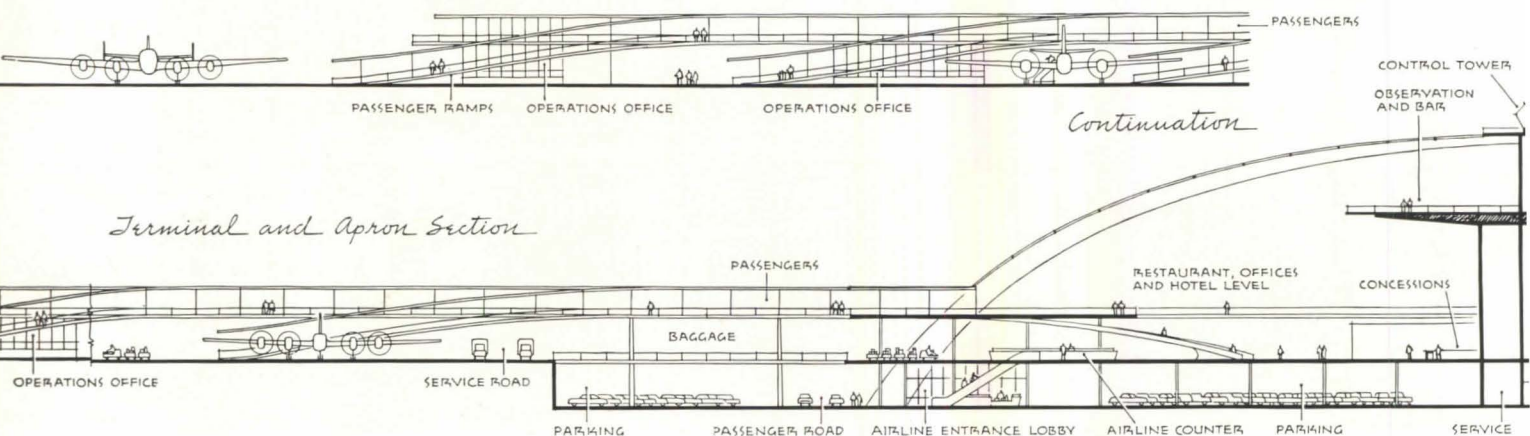 PASSENGERS
PASSENGER RAMPS
OPERATIONS OFFICE
OPERATIONS OFFICE
CONTROL TOWER
OBSERVATION
AND BAR
Continuation
Terminal and Apron Section
PASSENGERS
RESTAURANT, OFFICES
AND HOTEL LEVEL
CONCESSIONS
BAGGAGE
OPERATIONS OFFICE
SERVICE ROAD
PARKING
PASSENGER ROAD
AIRLINE ENTRANCE LOBBY
AIRLINE COUNTER
PARKING
SERVICE